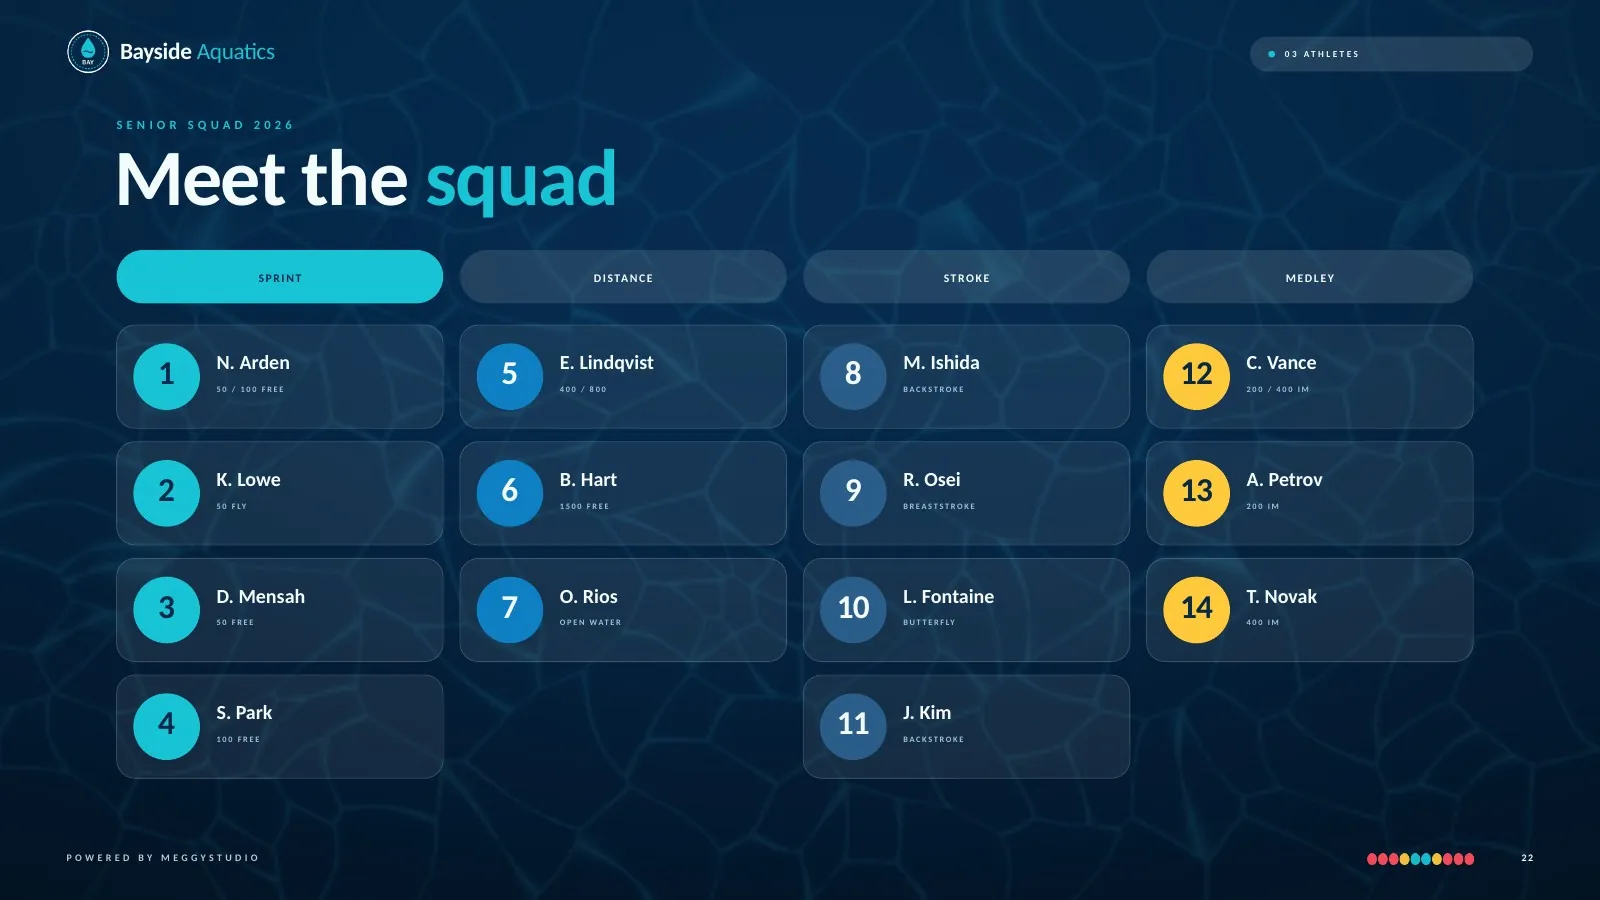 BAY
Bayside Aquatics
03 ATHLETES
SENIOR SQUAD 2026
Meet the squad
SPRINT
DISTANCE
STROKE
MEDLEY
1
N. Arden
50 / 100 FREE
5
E. Lindqvist
400 / 800
8
M. Ishida
BACKSTROKE
12
C. Vance
200 / 400 IM
2
K. Lowe
50 FLY
6
B. Hart
1500 FREE
9
R. Osei
BREASTSTROKE
13
A. Petrov
200 IM
3
D. Mensah
50 FREE
7
O. Rios
OPEN WATER
10
L. Fontaine
BUTTERFLY
14
T. Novak
400 IM
4
S. Park
100 FREE
11
J. Kim
BACKSTROKE
POWERED BY MEGGYSTUDIO
22